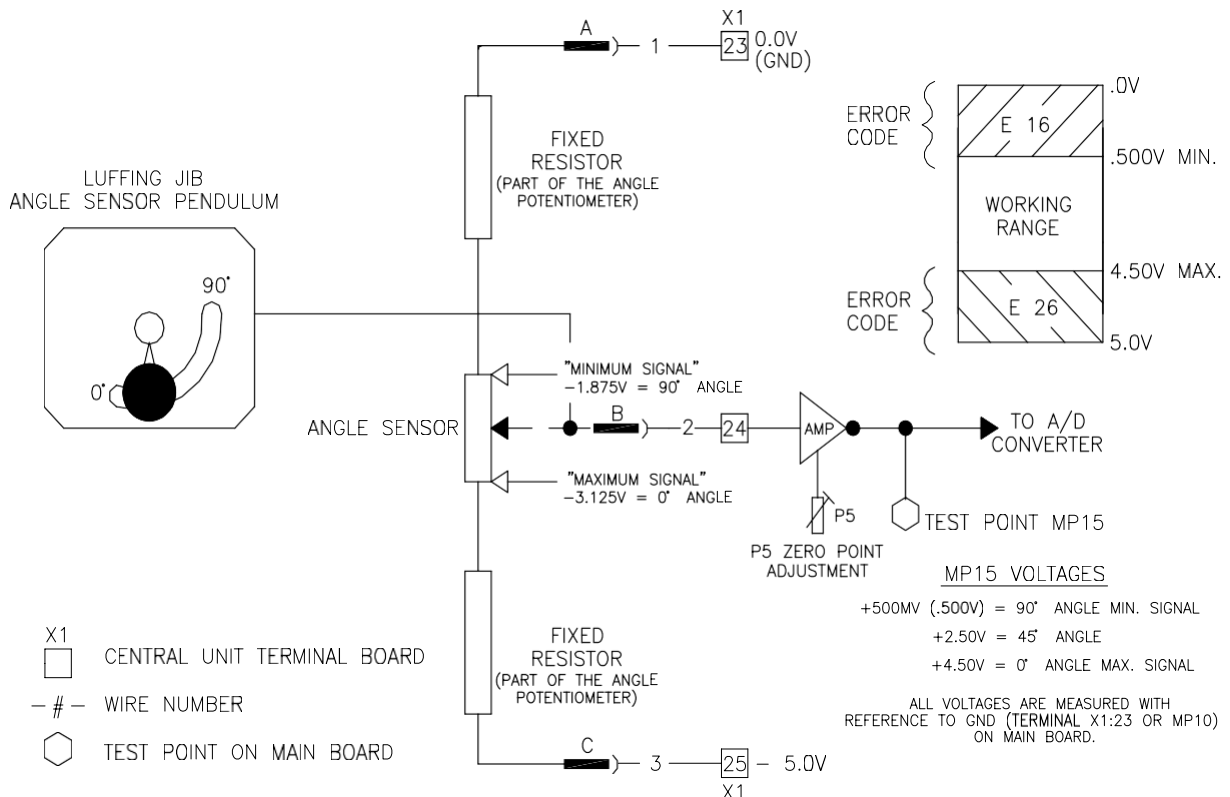 A
1
X1
23
0.0V
(GND)
FIXED
RESISTOR
(PART OF THE ANGLE
POTENTIOMETER)
ERROR
CODE
E 16
.0V
.500V MIN.
WORKING
RANGE
4.50V MAX.
ERROR
CODE
E 26
5.0V
LUFFING JIB
ANGLE SENSOR PENDULUM
90°
0°
"MINIMUM SIGNAL"
-1.875V = 90° ANGLE
ANGLE SENSOR
B
2
24
AMP
TO A/D
CONVERTER
"MAXIMUM SIGNAL"
-3.125V = 0° ANGLE
P5
P5 ZERO POINT
ADJUSTMENT
TEST POINT MP15
MP15 VOLTAGES
+500MV (.500V) = 90° ANGLE MIN. SIGNAL
+2.50V = 45° ANGLE
+4.50V = 0° ANGLE MAX. SIGNAL
ALL VOLTAGES ARE MEASURED WITH
REFERENCE TO GND (TERMINAL X1:23 OR MP10)
ON MAIN BOARD.
FIXED
RESISTOR
(PART OF THE ANGLE
POTENTIOMETER)
C
3
25
- 5.0V
X1
X1
CENTRAL UNIT TERMINAL BOARD
-#- WIRE NUMBER
TEST POINT ON MAIN BOARD